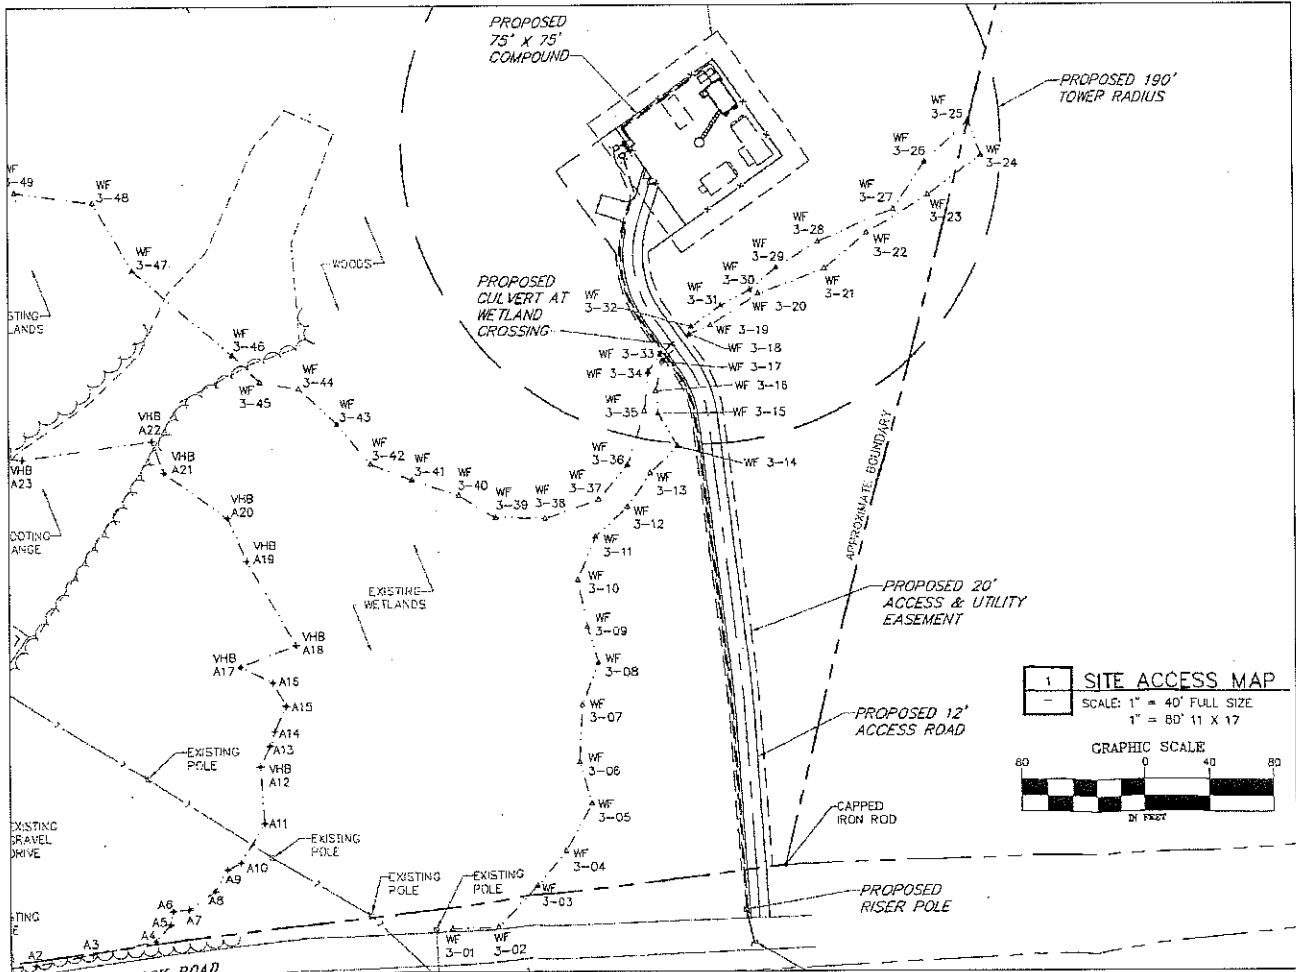 PROPOSED
75' X 75'
COMPOUND
PROPOSED 190'
TOWER RADIUS
WF
3-25
WF
3-26
WF
3-24
WF
3-27
WF
3-23
WF
3-28
WF
3-22
WF
3-29
WF
3-21
WF
3-30
WF
3-20
WF
3-31
WF 3-19
WF
3-32
WF 3-18
WF 3-33
WF 3-17
WF 3-34
WF 3-16
WF
3-35
WF 3-15
WF 3-14
WF
3-49
WF
3-48
WF
3-47
WOODS
PROPOSED
CULVERT AT
WETLAND
CROSSING
STING
LANDS
WF
3-46
WF
3-45
WF
3-44
WF
3-43
WF
3-42
WF
3-41
WF
3-40
WF
3-39
WF
3-38
WF
3-37
WF
3-36
WF
3-13
WF
3-12
WF
3-11
WF
3-10
WF
3-09
WF
3-08
WF
3-07
WF
3-06
WF
3-05
WF
3-04
WF
3-03
WF
3-02
WF
3-01
VHB
A23
VHB
A22
VHB
A21
VHB
A20
VHB
A19
VHB
A18
VHB
A17
A16
A15
A14
A13
VHB
A12
A11
A10
A9
A8
A7
A6
A5
A4
A3
A2
OOTING
ANGE
EXISTING
WETLANDS
EXISTING
POLE
EXISTING
POLE
EXISTING
POLE
EXISTING
POLE
EXISTING
GRAVEL
DRIVE
STING
E
ROAD
APPROXIMATE BOUNDARY
PROPOSED 20'
ACCESS & UTILITY
EASEMENT
PROPOSED 12'
ACCESS ROAD
CAPPED
IRON ROD
PROPOSED
RISER POLE
1
SITE ACCESS MAP
SCALE: 1" = 40' FULL SIZE
1" = 80' 11 X 17
GRAPHIC SCALE
80 0 40 80
IN FEET